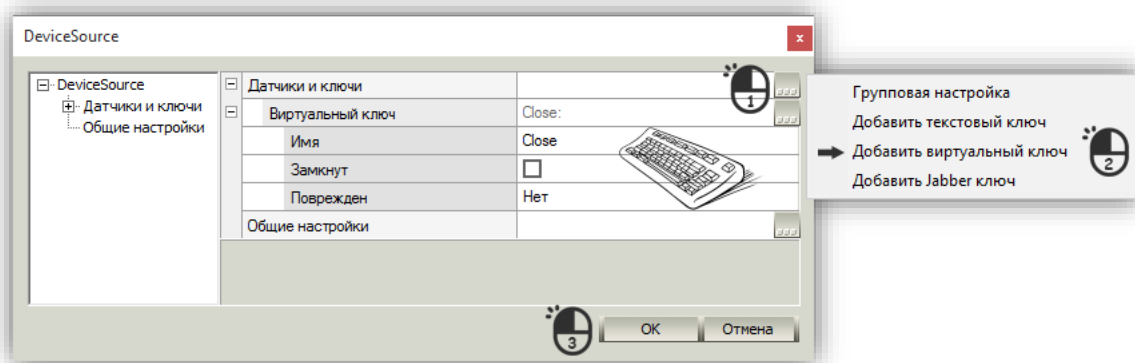 DeviceSource
x
DeviceSource
Датчики и ключи
Общие настройки
Датчики и ключи
...
1
Виртуальный ключ
Close:
...
Имя
Close
Замкнут
Поврежден
Нет
Общие настройки
...
Групповая настройка
Добавить текстовый ключ
Добавить виртуальный ключ
2
Добавить Jabber ключ
3
OK
Отмена